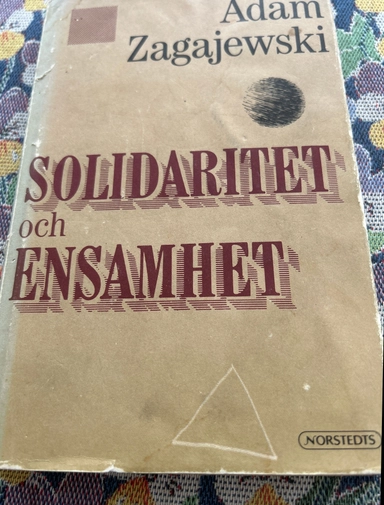 Adam
Zagajewski
SOLIDARITET
och
ENSAMHET
NORSTEDTS